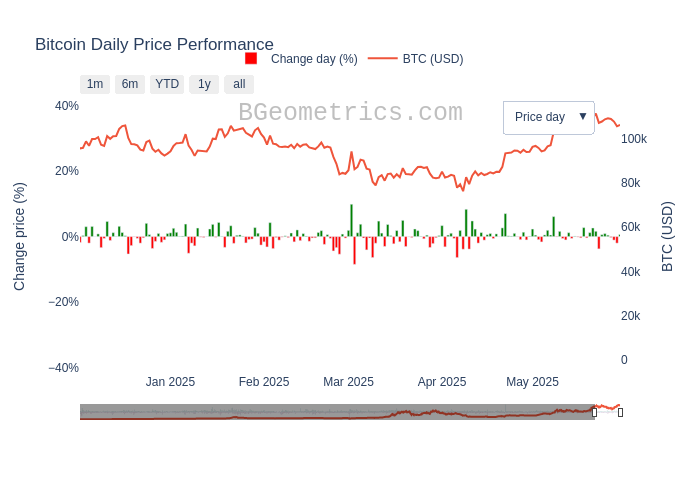 Bitcoin Daily Price Performance
Change day (%) BTC (USD)
1m 6m YTD 1y all
BGeometrics.com
Price day ▼
Change price (%)
40%
20%
0%
−20%
−40%
100k
80k
60k
40k
20k
0
BTC (USD)
Jan 2025 Feb 2025 Mar 2025 Apr 2025 May 2025